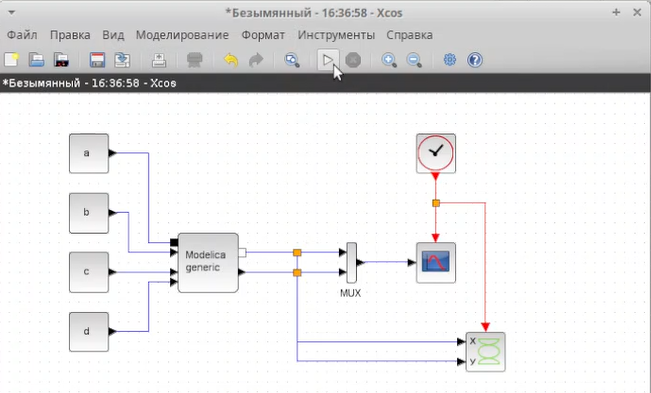 *Безымянный - 16:36:58 - Xcos
Файл Правка Вид Моделирование Формат Инструменты Справка
*Безымянный - 16:36:58 - Xcos
a
b
c
d
Modelica
generic
MUX
X
y